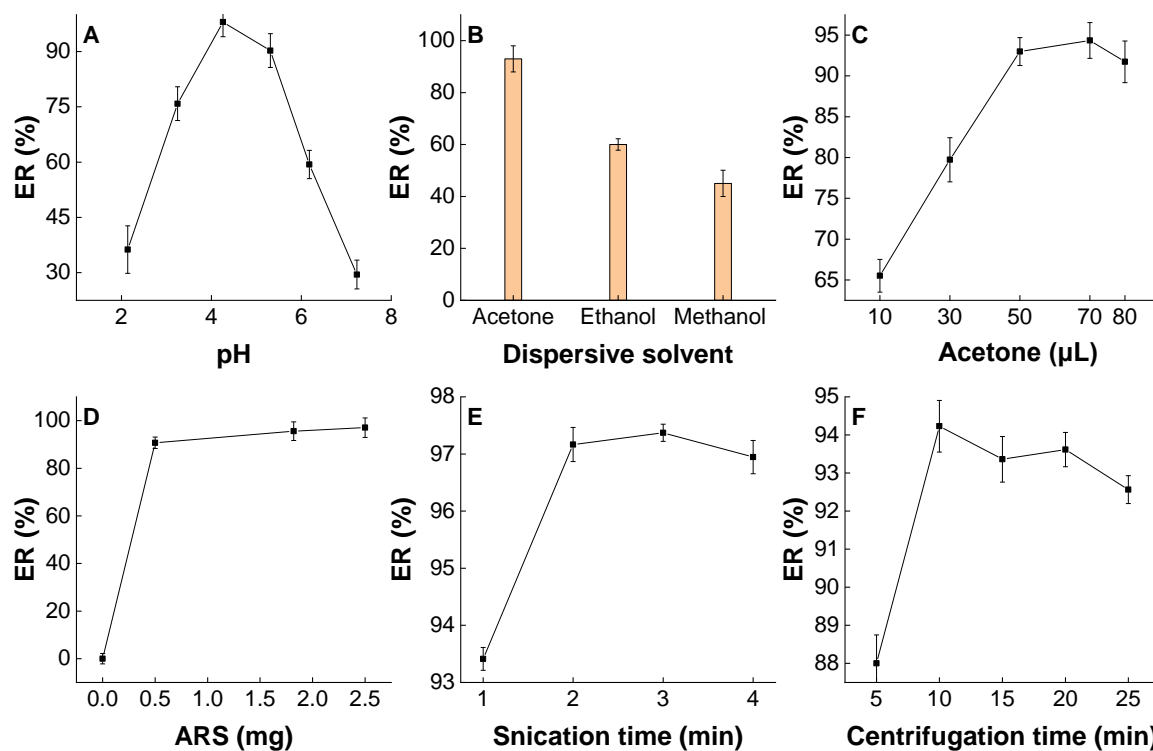 A
ER (%)
90
75
60
45
30
2 4 6 8
pH
B
ER (%)
100
80
60
40
20
0
Acetone Ethanol Methanol
Dispersive solvent
C
ER (%)
95
90
85
80
75
70
65
10 30 50 70 80
Acetone (µL)
D
ER (%)
100
80
60
40
20
0
0.0 0.5 1.0 1.5 2.0 2.5
ARS (mg)
E
ER (%)
98
97
96
95
94
93
1 2 3 4
Snication time (min)
F
ER (%)
95
94
93
92
91
90
89
88
5 10 15 20 25
Centrifugation time (min)